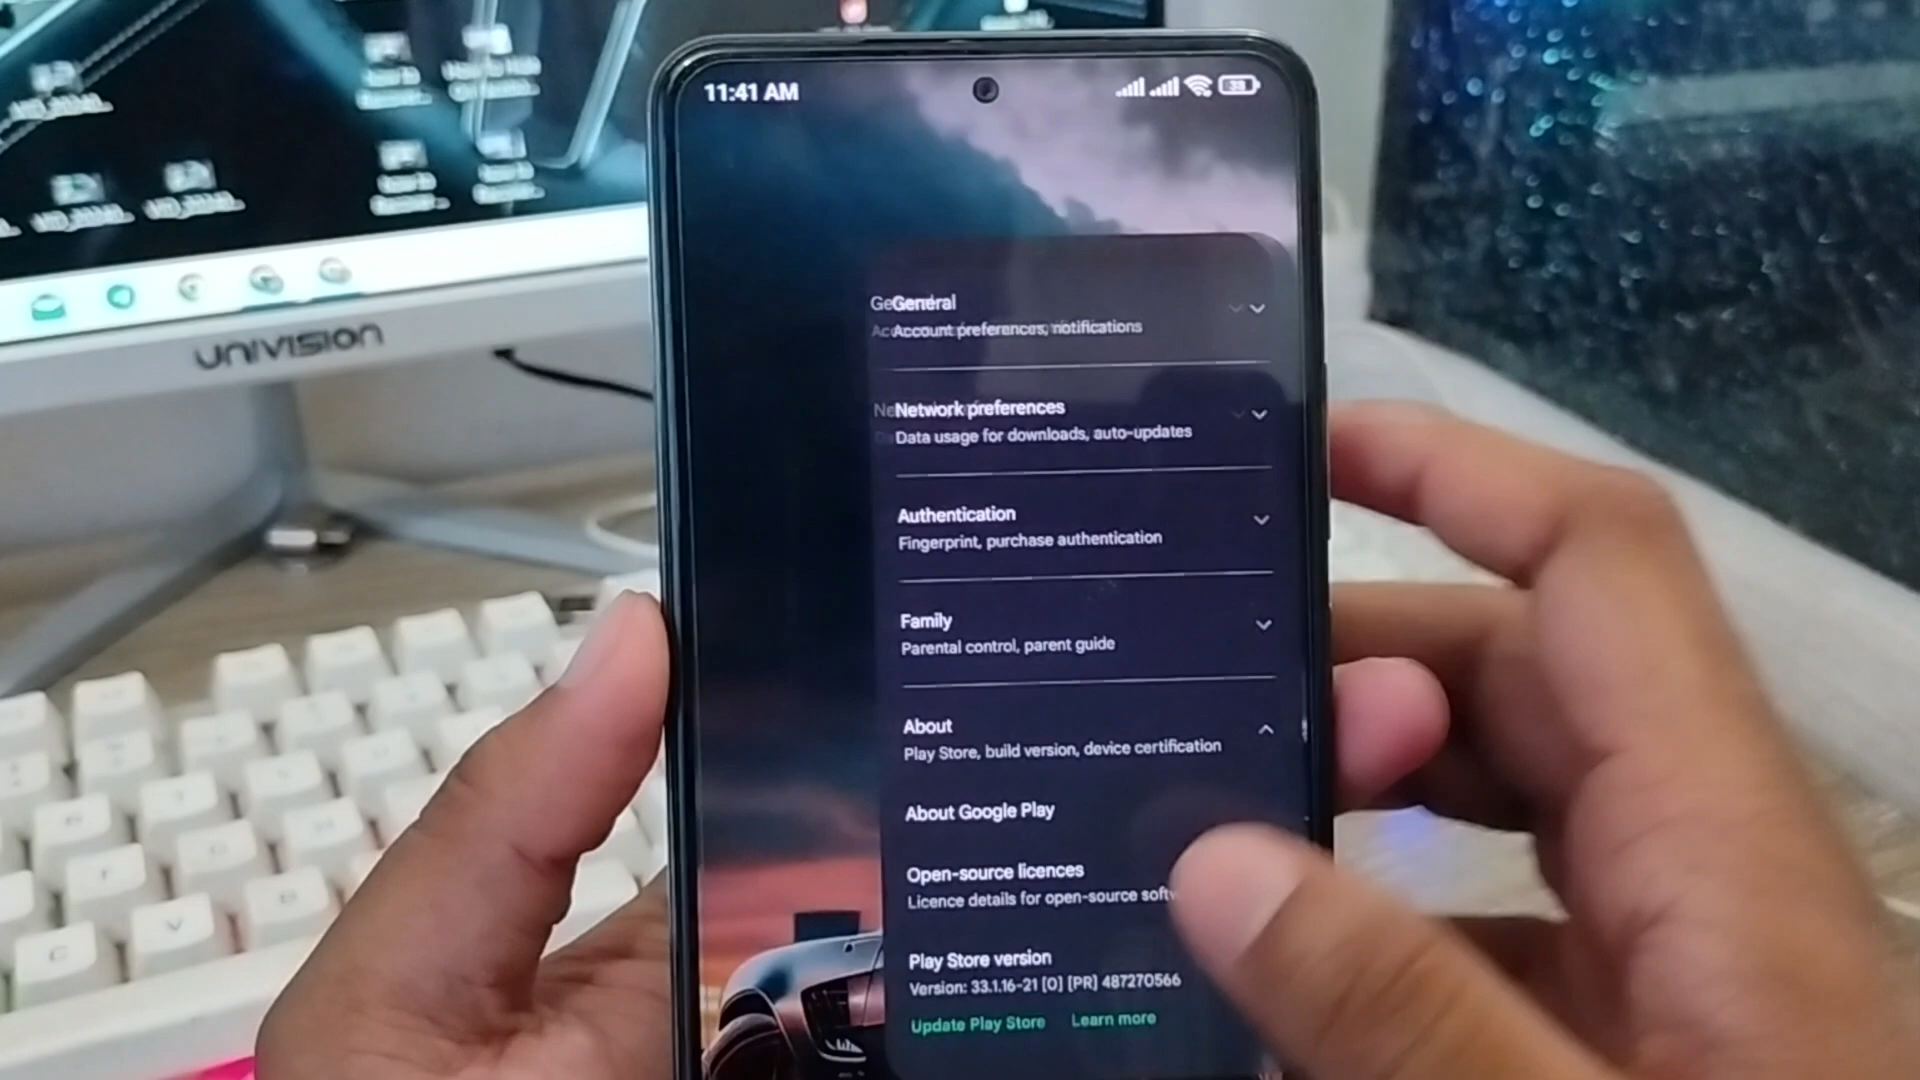 11:41 AM
33
UNIVISION
General
Account preferences, notifications
Network preferences
Data usage for downloads, auto-updates
Authentication
Fingerprint, purchase authentication
Family
Parental control, parent guide
About
Play Store, build version, device certification
About Google Play
Open-source licences
Licence details for open-source
Play Store version
Version: 33.1.16-21 [0] [PR] 487270566
Update Play Store Learn more
V
C